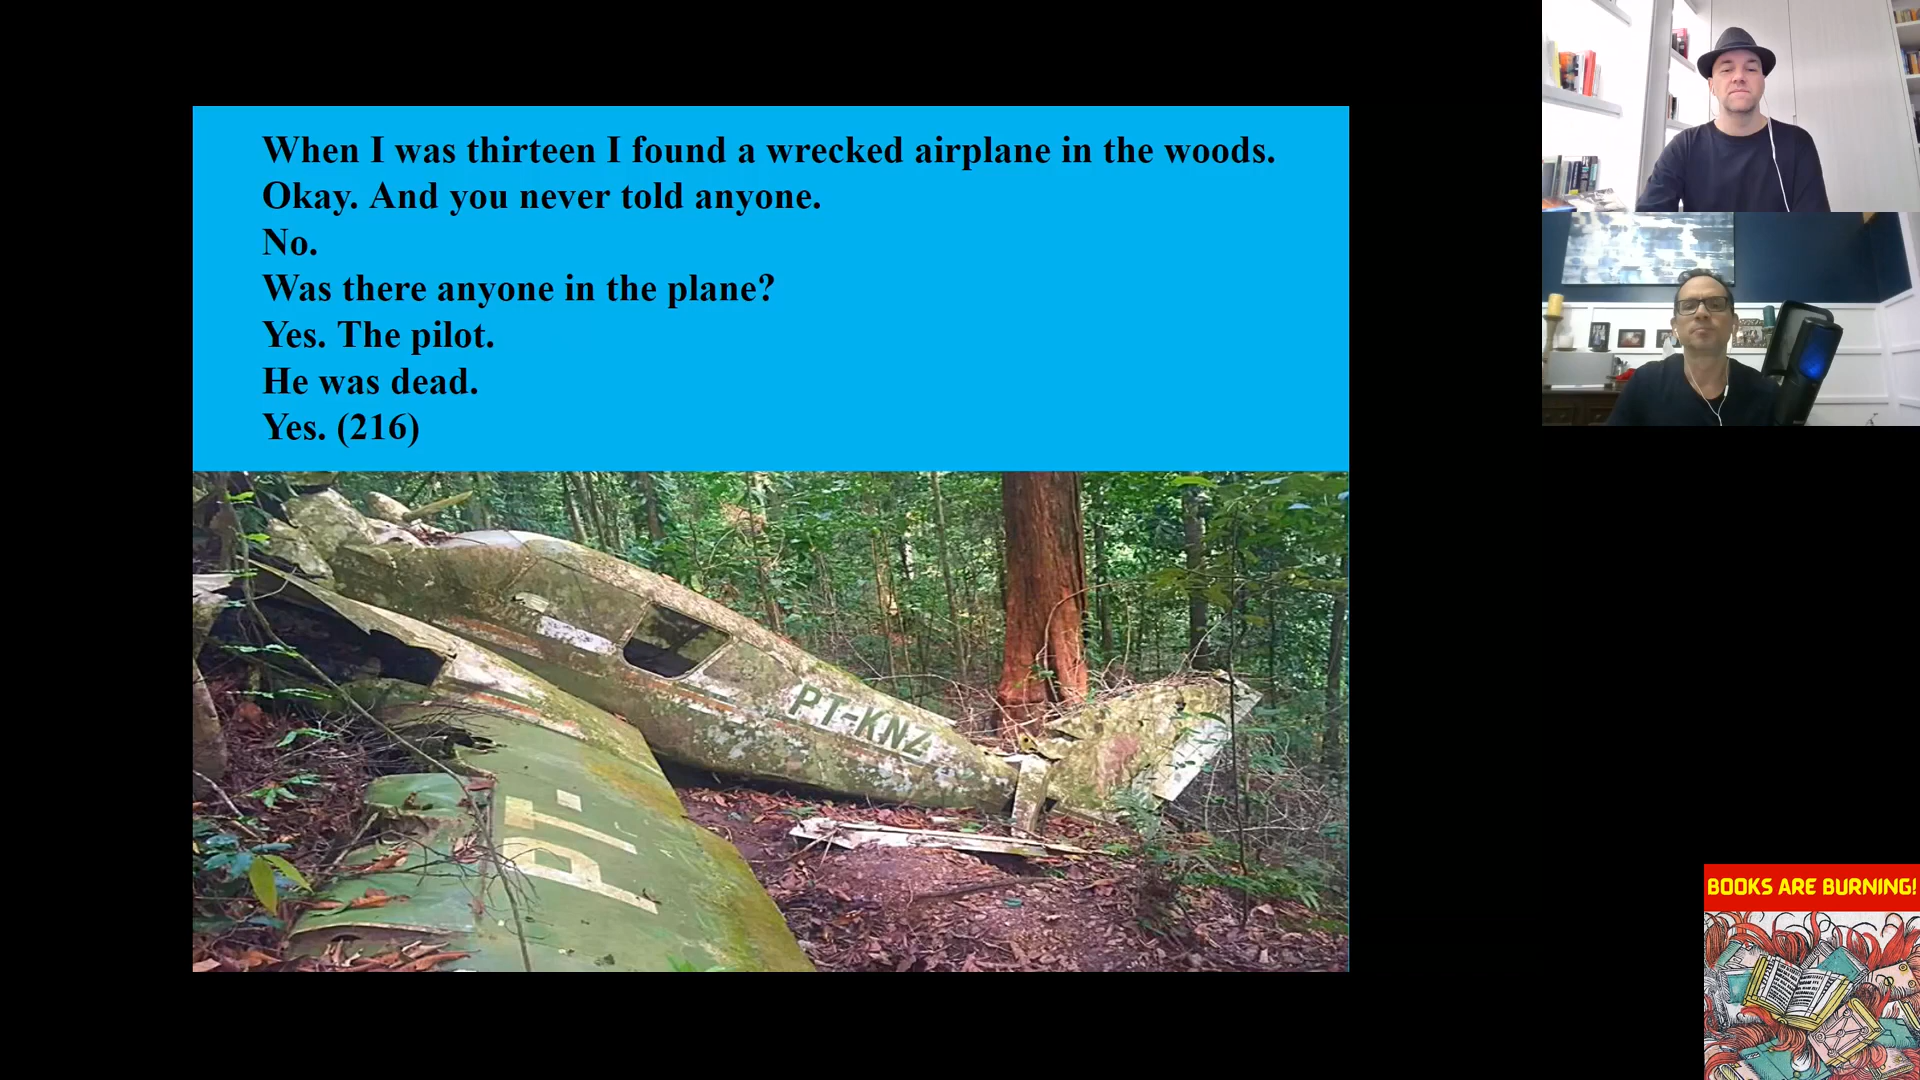 When I was thirteen I found a wrecked airplane in the woods.
Okay. And you never told anyone.
No.
Was there anyone in the plane?
Yes. The pilot.
He was dead.
Yes. (216)
PT-KNZ
PT.
BOOKS ARE BURNING!